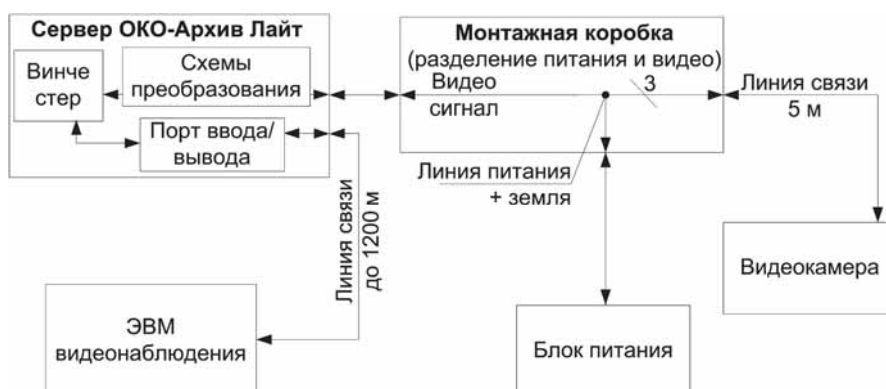 Сервер ОКО-Архив Лайт
Винче
стер
Схемы
преобразования
Порт ввода/
вывода
Монтажная коробка
(разделение питания и видео)
Видео
сигнал
3
Линия связи
5 м
Линия питания
+ земля
Линия связи
до 1200 м
Видеокамера
ЭВМ
видеонаблюдения
Блок питания